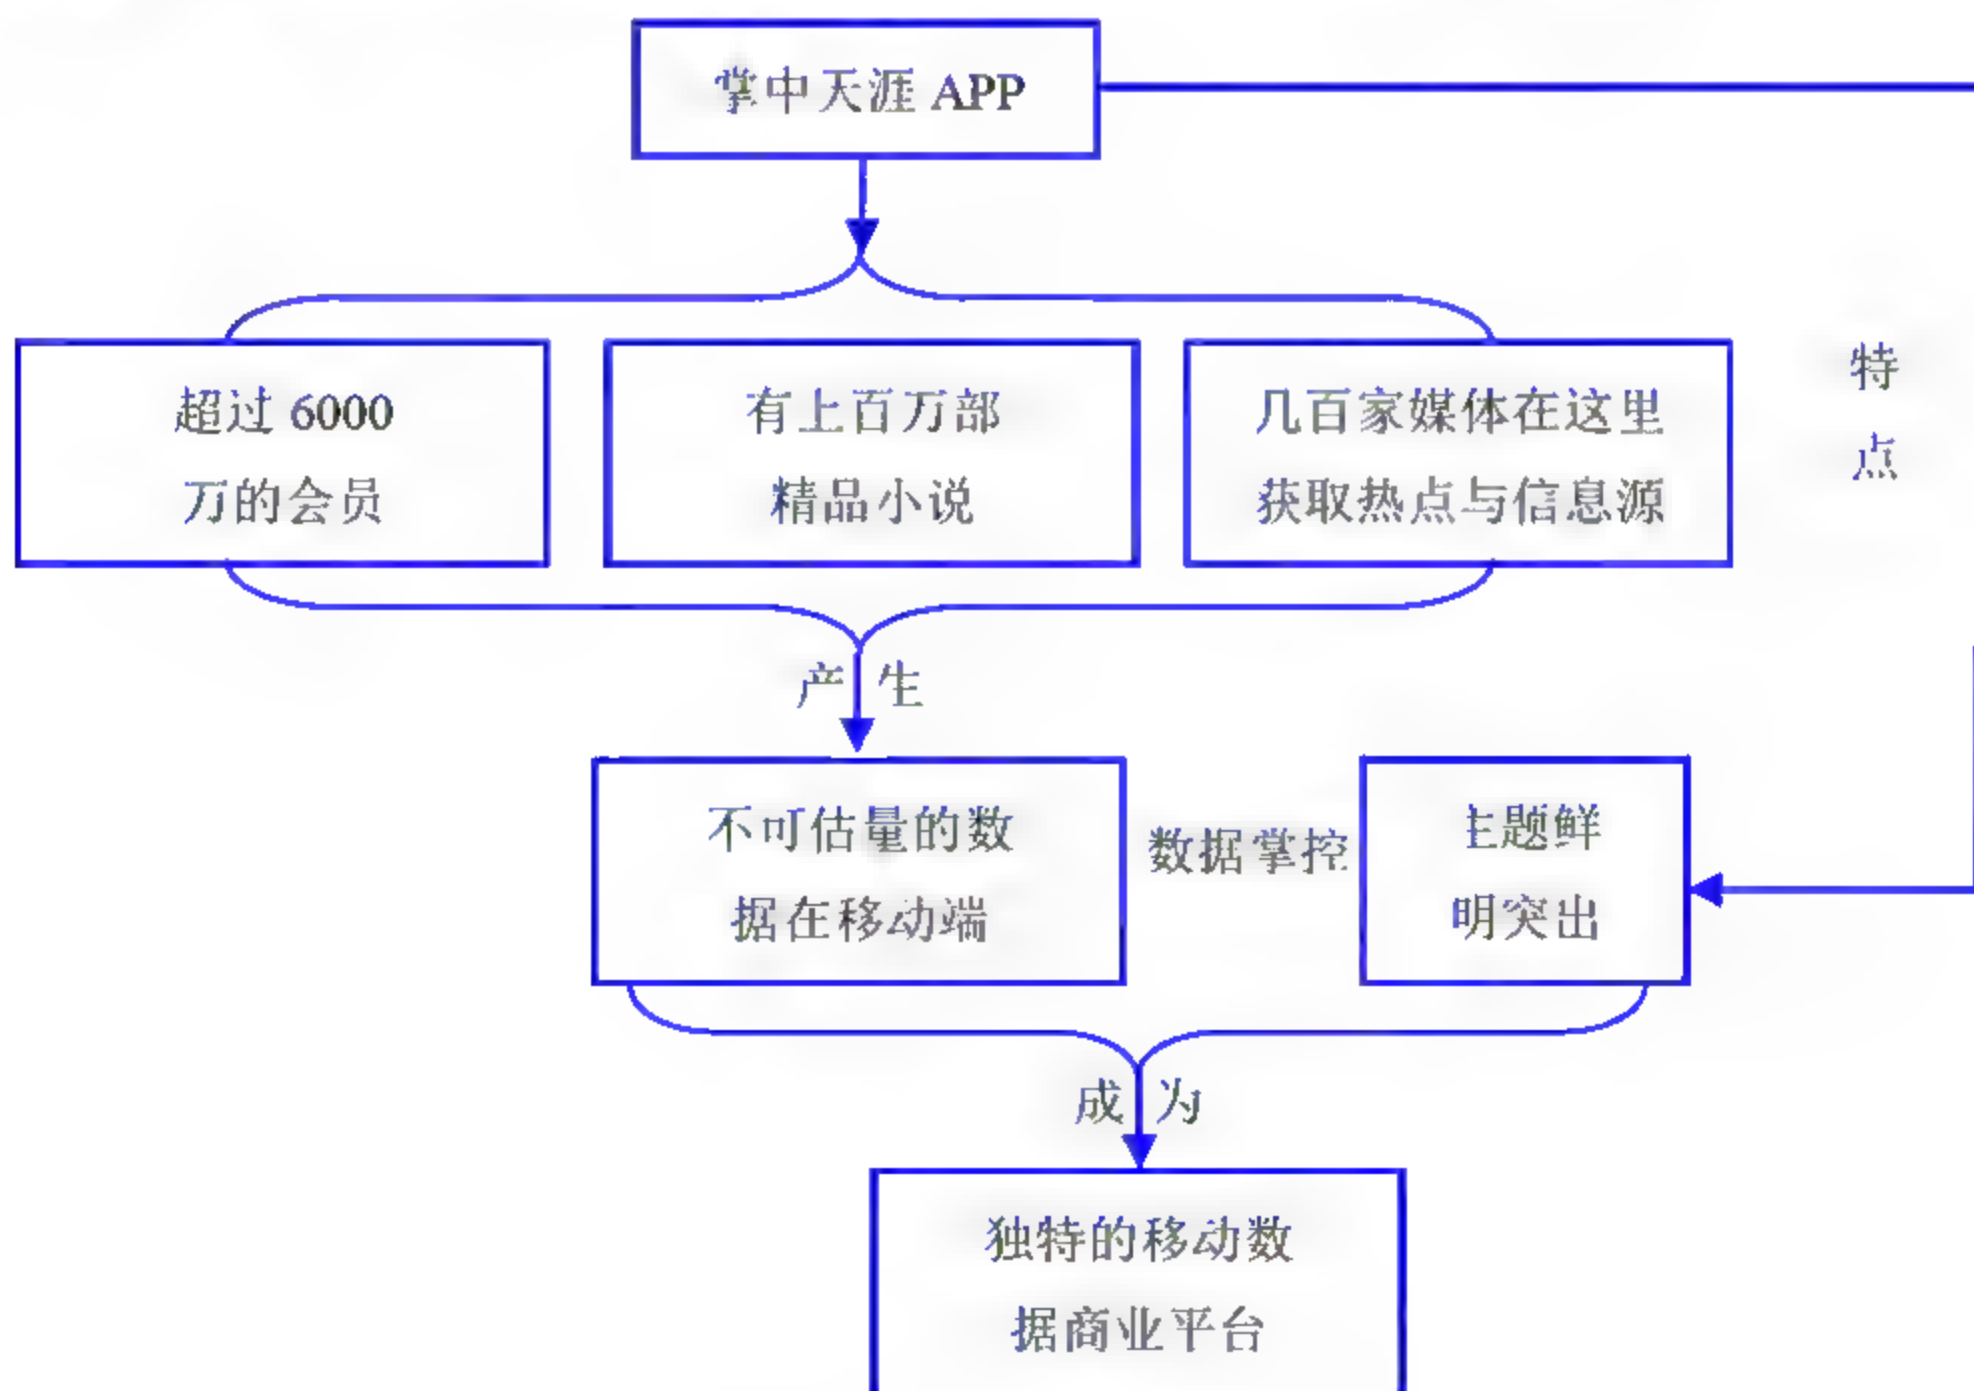 掌中天涯 APP
超过 6000
万的会员
有上百万部
精品小说
几百家媒体在这里
获取热点与信息源
特
点
产生
不可估量的数
据在移动端
数据掌控
主题鲜
明突出
成为
独特的移动数
据商业平台